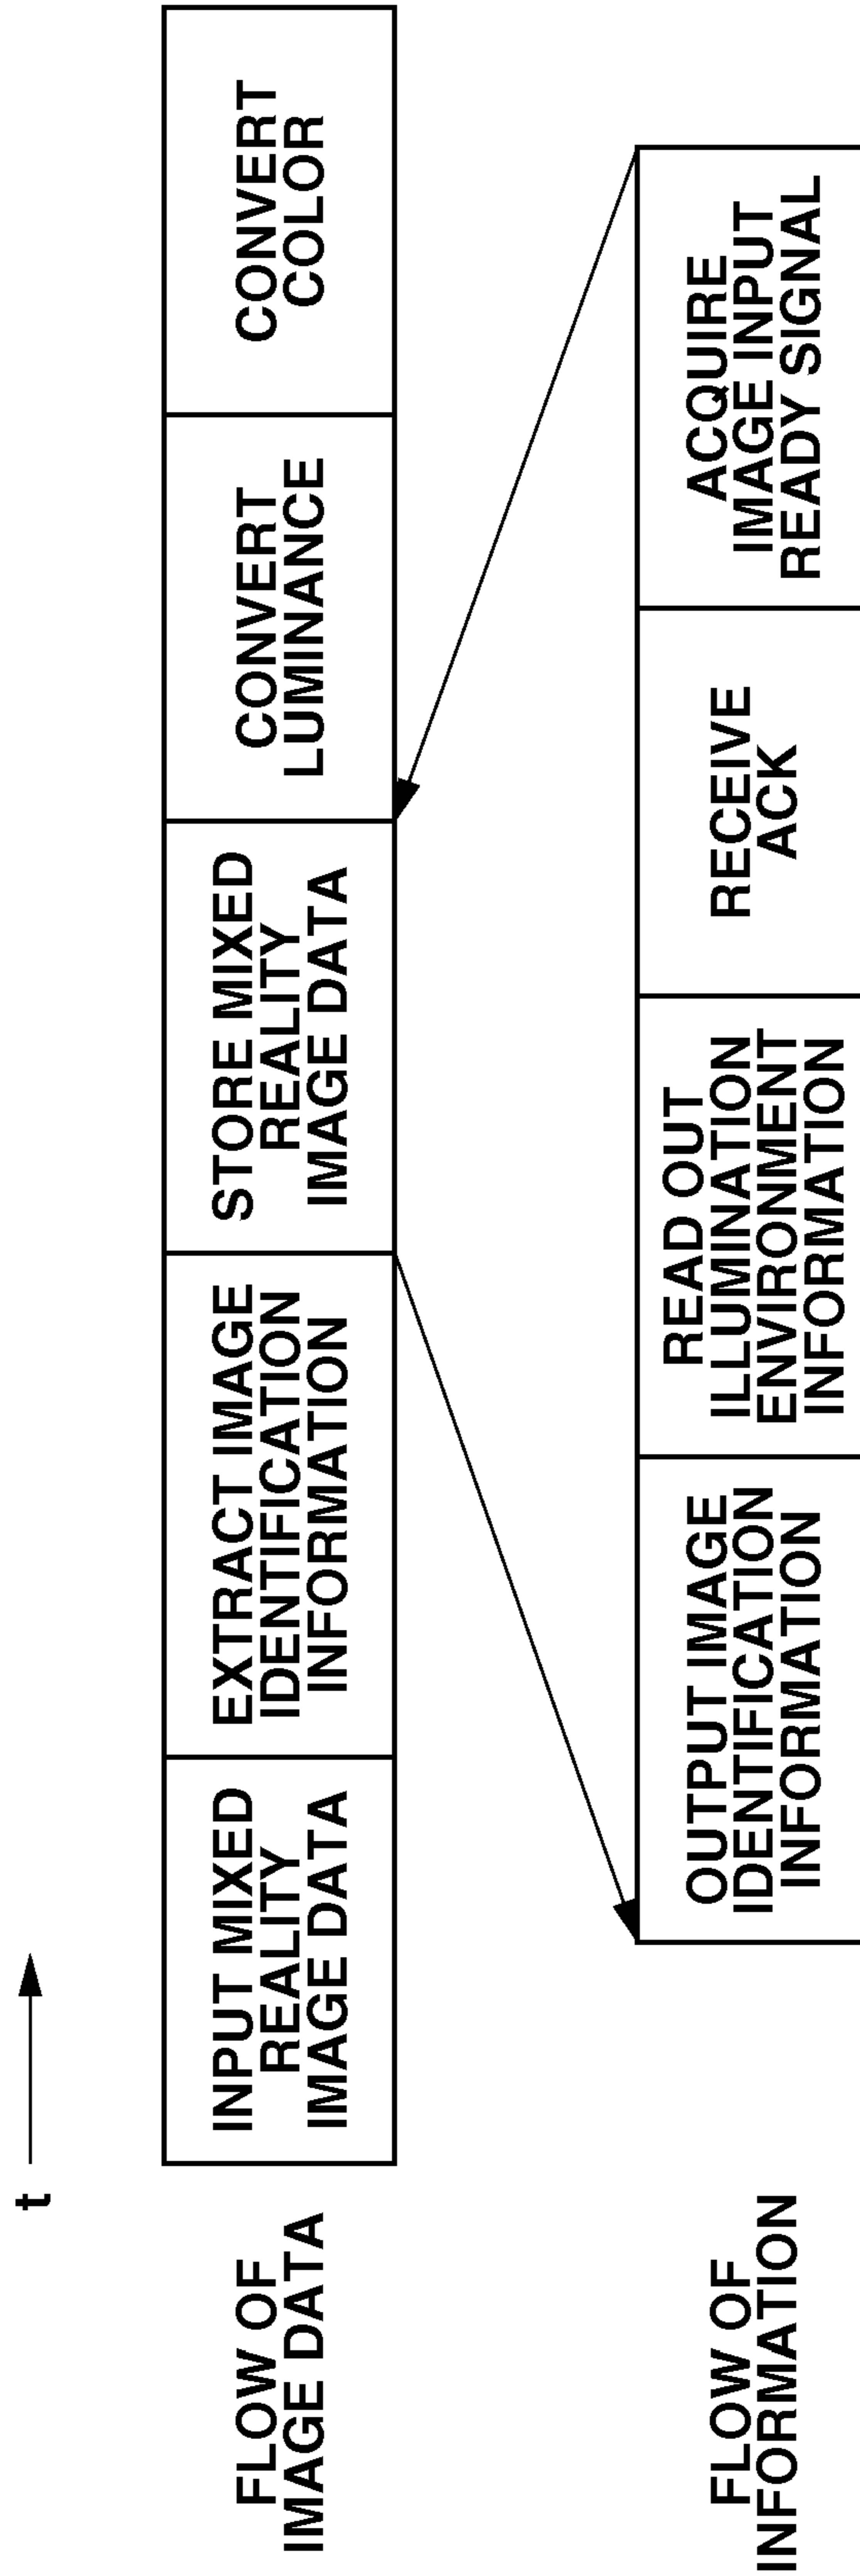 t
FLOW OF
IMAGE DATA
INPUT MIXED
REALITY
IMAGE DATA
EXTRACT IMAGE
IDENTIFICATION
INFORMATION
STORE MIXED
REALITY
IMAGE DATA
CONVERT
LUMINANCE
CONVERT
COLOR
FLOW OF
INFORMATION
OUTPUT IMAGE
IDENTIFICATION
INFORMATION
READ OUT
ILLUMINATION
ENVIRONMENT
INFORMATION
RECEIVE
ACK
ACQUIRE
IMAGE INPUT
READY SIGNAL